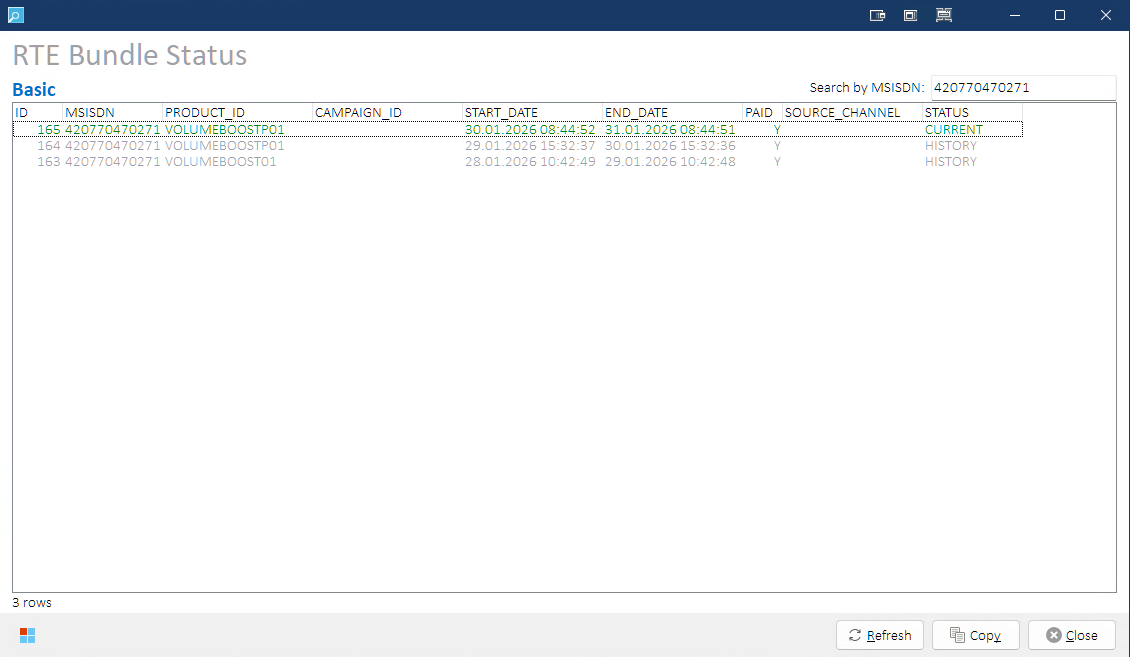 RTE Bundle Status
Basic
Search by MSISDN: 420770470271
ID MSISDN PRODUCT_ID CAMPAIGN_ID START_DATE END_DATE PAID SOURCE_CHANNEL STATUS
165 420770470271 VOLUMEBOOSTP01 30.01.2026 08:44:52 31.01.2026 08:44:51 Y CURRENT
164 420770470271 VOLUMEBOOSTP01 29.01.2026 15:32:37 30.01.2026 15:32:36 Y HISTORY
163 420770470271 VOLUMEBOOST01 28.01.2026 10:42:49 29.01.2026 10:42:48 Y HISTORY
3 rows
Refresh Copy Close